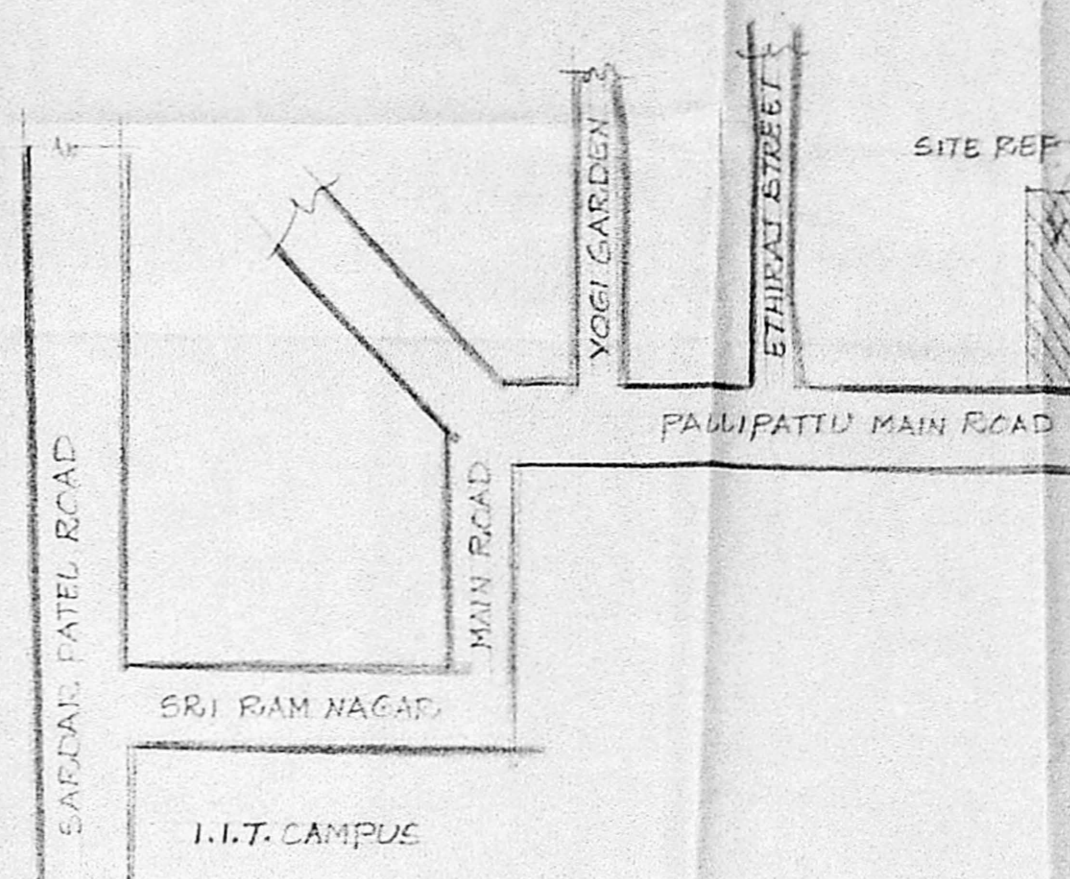 SITE REF
YOGI GARDEN
ETHIRAJ STREET
PALLIPATTU MAIN ROAD
MAIN ROAD
SARDAR PATEL ROAD
SRI RAM NAGAR
I.I.T. CAMPUS